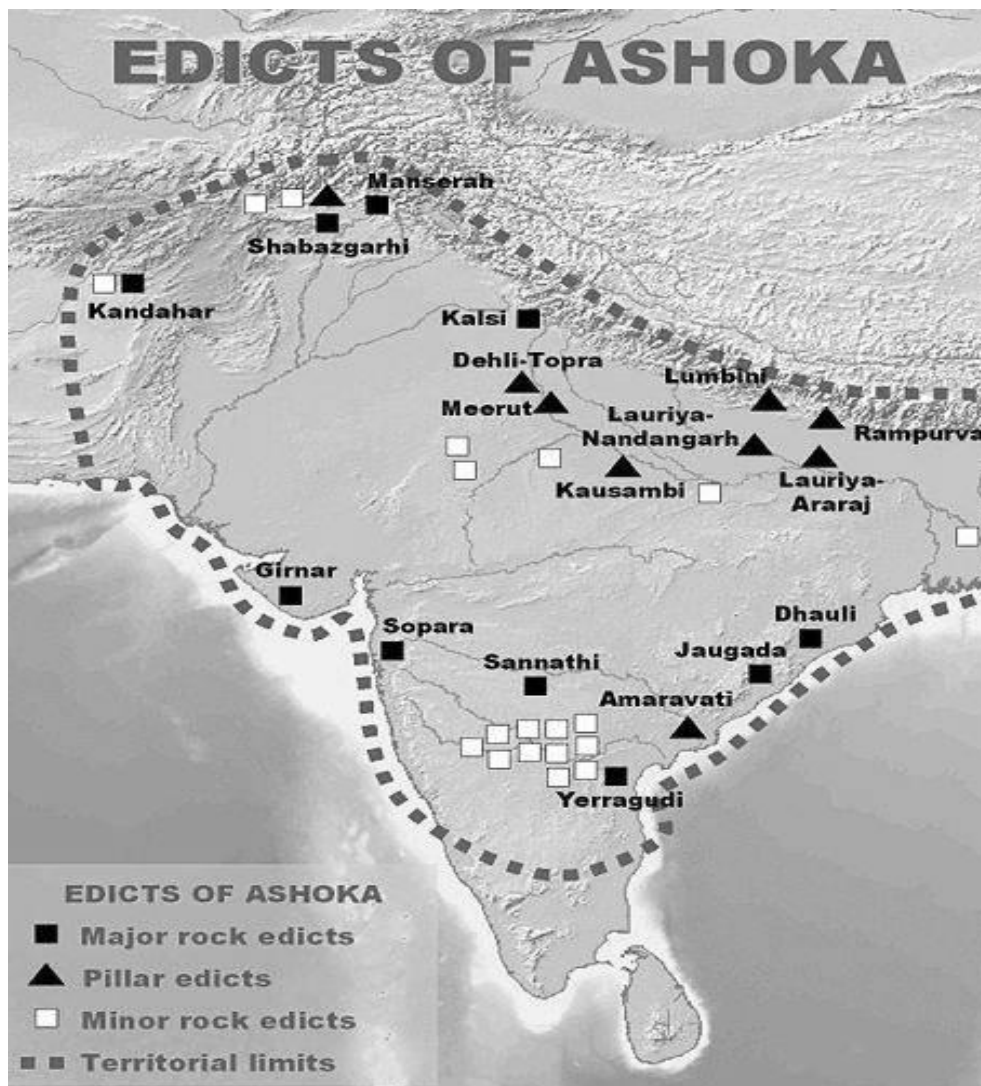 EDICTS OF ASHOKA
Manserah
Shabazgarhi
Kandahar
Kalsi
Dehli-Topra
Lumbini
Meerut
Lauriya-
Nandangarh
Rampurva
Kausambi
Lauriya-
Araraj
Girnar
Sopara
Dhauli
Sannathi
Jaugada
Amaravati
Yerragudi
EDICTS OF ASHOKA
Major rock edicts
Pillar edicts
Minor rock edicts
Territorial limits